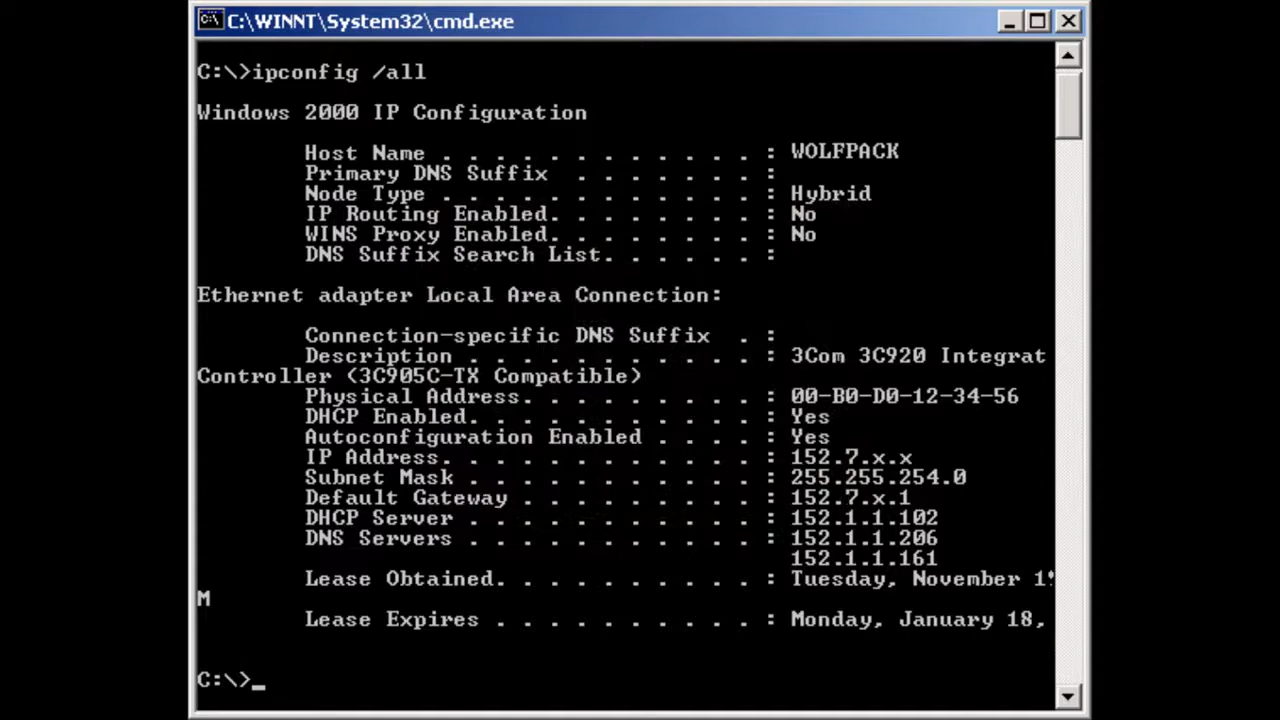 C:\WINNT\System32\cmd.exe
C:\>ipconfig /all
Windows 2000 IP Configuration
Host Name . . . . . . . . . . . . : WOLFPACK
Primary DNS Suffix . . . . . . . :
Node Type . . . . . . . . . . . . : Hybrid
IP Routing Enabled. . . . . . . . : No
WINS Proxy Enabled. . . . . . . . : No
DNS Suffix Search List. . . . . . :
Ethernet adapter Local Area Connection:
Connection-specific DNS Suffix . :
Description . . . . . . . . . . . : 3Com 3C920 Integrat
Controller (3C905C-TX Compatible)
Physical Address. . . . . . . . . : 00-B0-D0-12-34-56
DHCP Enabled. . . . . . . . . . . : Yes
Autoconfiguration Enabled . . . . : Yes
IP Address. . . . . . . . . . . . : 152.7.x.x
Subnet Mask . . . . . . . . . . . : 255.255.254.0
Default Gateway . . . . . . . . . : 152.7.x.1
DHCP Server . . . . . . . . . . . : 152.1.1.102
DNS Servers . . . . . . . . . . . : 152.1.1.206
152.1.1.161
Lease Obtained. . . . . . . . . . : Tuesday, November
M
Lease Expires . . . . . . . . . . : Monday, January 18,
C:\>_